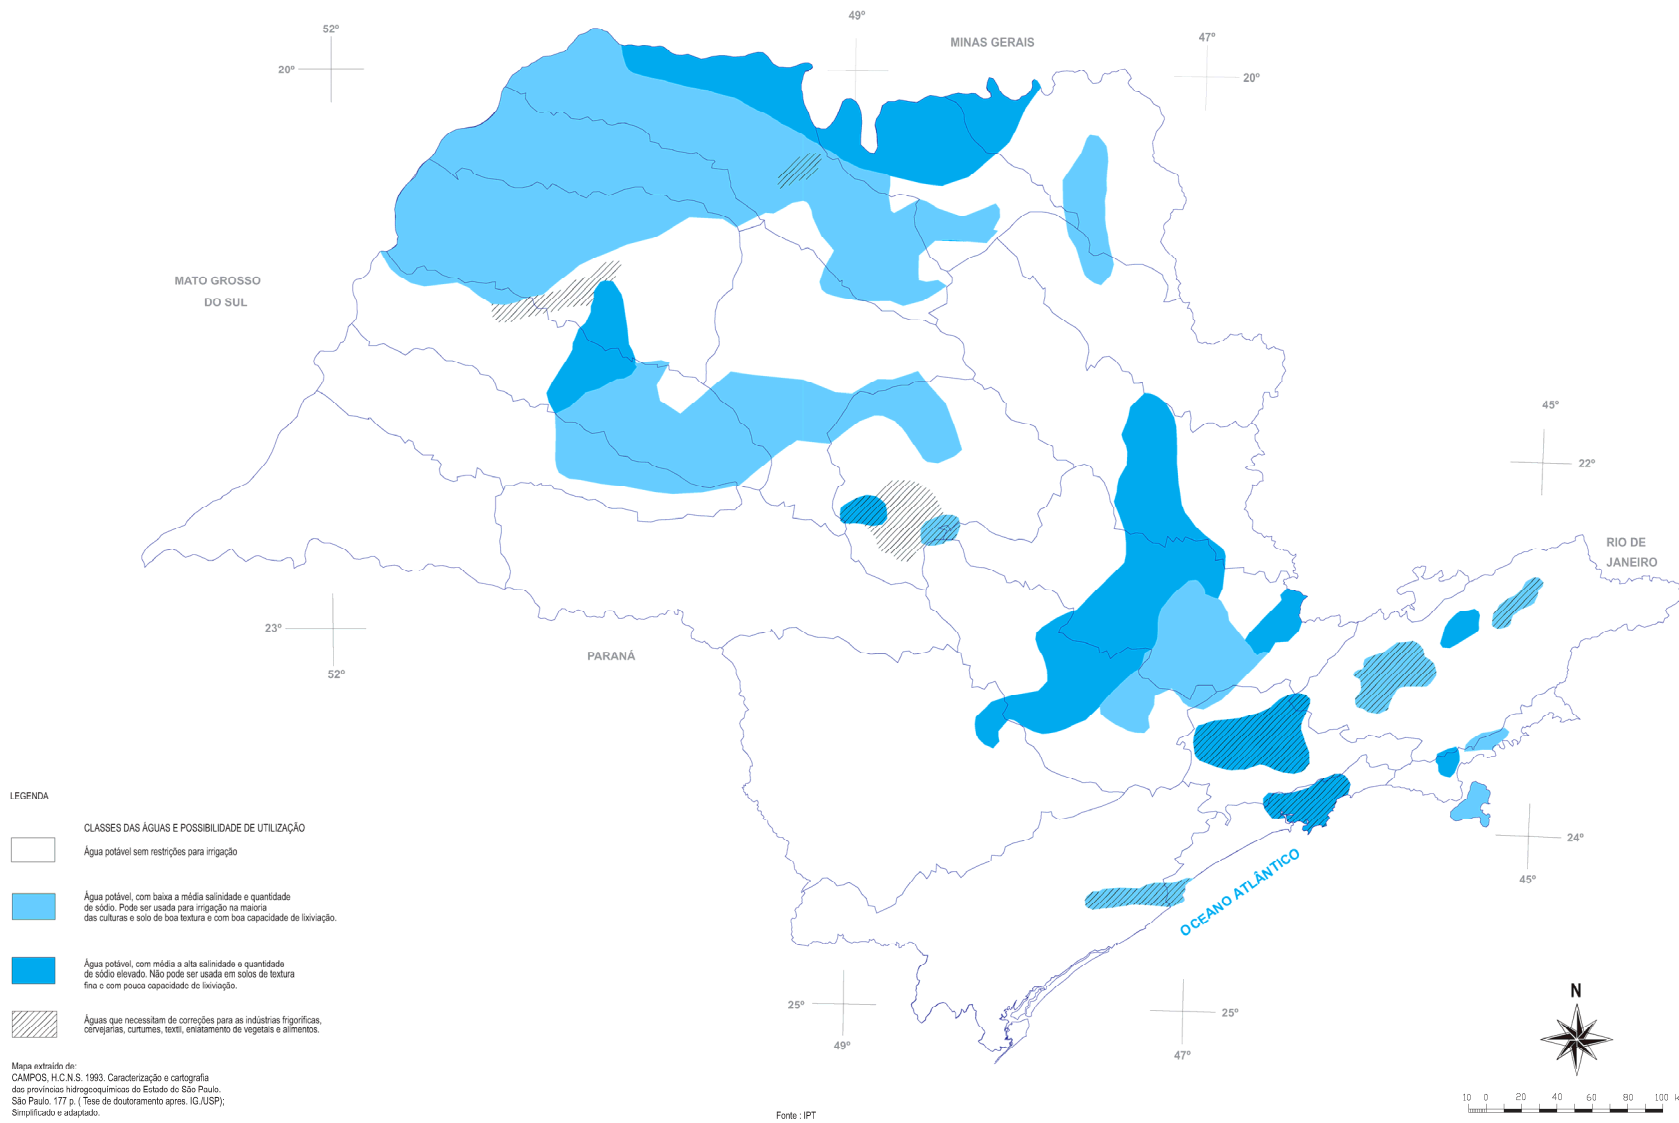 49º
52º
MINAS GERAIS
47º
20º
20º
MATO GROSSO
DO SUL
45º
22º
RIO DE
JANEIRO
23º
PARANÁ
52º
LEGENDA
CLASSES DAS ÁGUAS E POSSIBILIDADE DE UTILIZAÇÃO
Água potável sem restrições para irrigação
Água potável, com baixa a média salinidade e quantidade
de sódio. Pode ser usada para irrigação na maioria
das culturas e solo de boa textura e com boa capacidade de lixiviação.
Água potável, com média a alta salinidade e quantidade
de sódio elevado. Não pode ser usada em solos de textura
fina e com pouca capacidade de lixiviação.
Águas que necessitam de correções para as indústrias frigoríficas,
cervejarias, curtumes, textil, enlatamento de vegetais e alimentos.
24º
45º
OCEANO ATLÂNTICO
N
25º
25º
49º
47º
Mapa extraido de:
CAMPOS, H.C.N.S. 1993. Caracterização e cartografia
das províncias hidrogeoquímicas do Estado de São Paulo.
São Paulo. 177 p. ( Tese de doutoramento apres. IG./USP);
Simplificado e adaptado.
Fonte : IPT
10 0 20 40 60 80 100